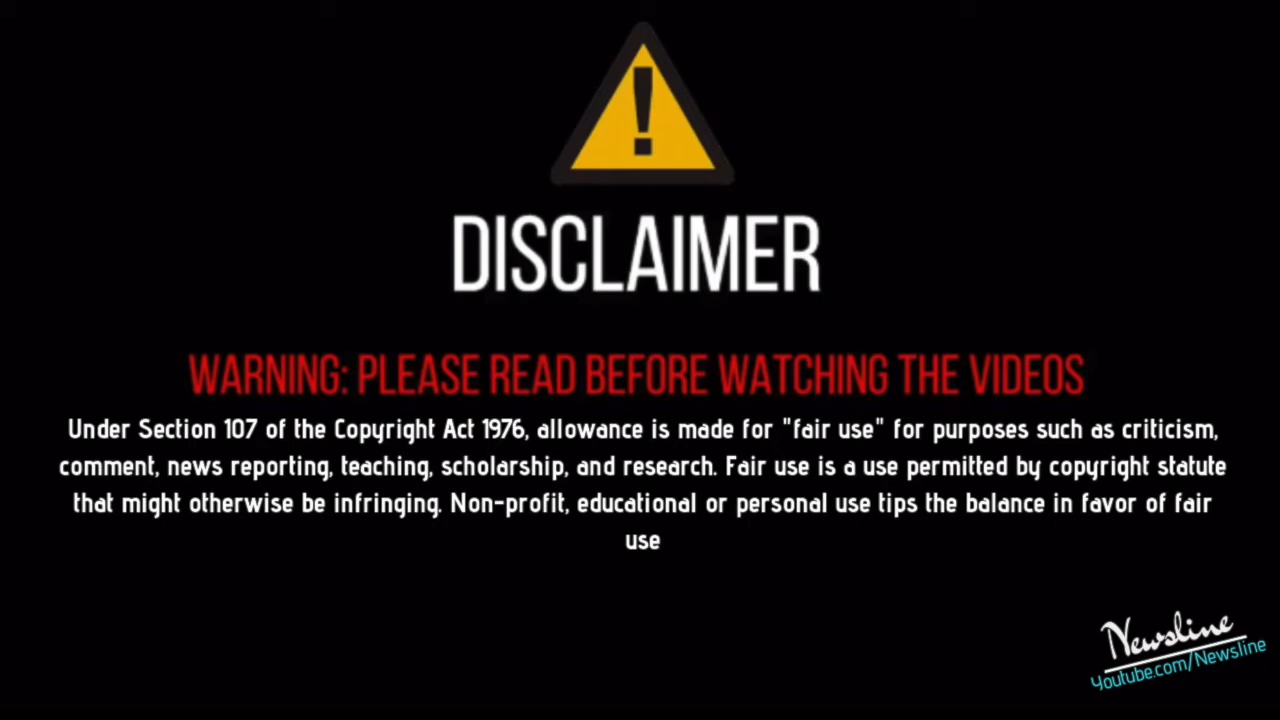 DISCLAIMER
WARNING: PLEASE READ BEFORE WATCHING THE VIDEOS
Under Section 107 of the Copyright Act 1976, allowance is made for "fair use" for purposes such as criticism,
comment, news reporting, teaching, scholarship, and research. Fair use is a use permitted by copyright statute
that might otherwise be infringing. Non-profit, educational or personal use tips the balance in favor of fair
use
Newsline
Youtube.com/Newsline